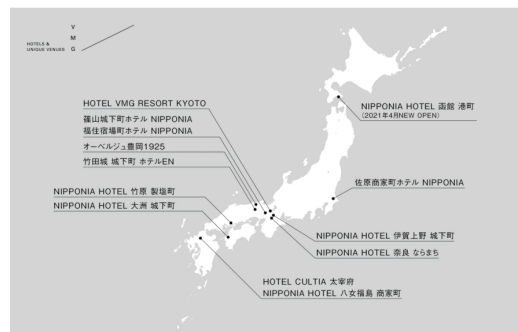 V
M
HOTELS &
UNIQUE VENUES G
HOTEL VMG RESORT KYOTO
篠山城下町ホテル NIPPONIA
福住宿場町ホテル NIPPONIA
オーベルジュ豊岡1925
竹田城 城下町 ホテルEN
NIPPONIA HOTEL 竹原 製塩町
NIPPONIA HOTEL 大洲 城下町
NIPPONIA HOTEL 函館 港町
(2021年4月NEW OPEN)
佐原商家町ホテル NIPPONIA
NIPPONIA HOTEL 伊賀上野 城下町
NIPPONIA HOTEL 奈良 ならまち
HOTEL CULTIA 太宰府
NIPPONIA HOTEL 八女福島 商家町